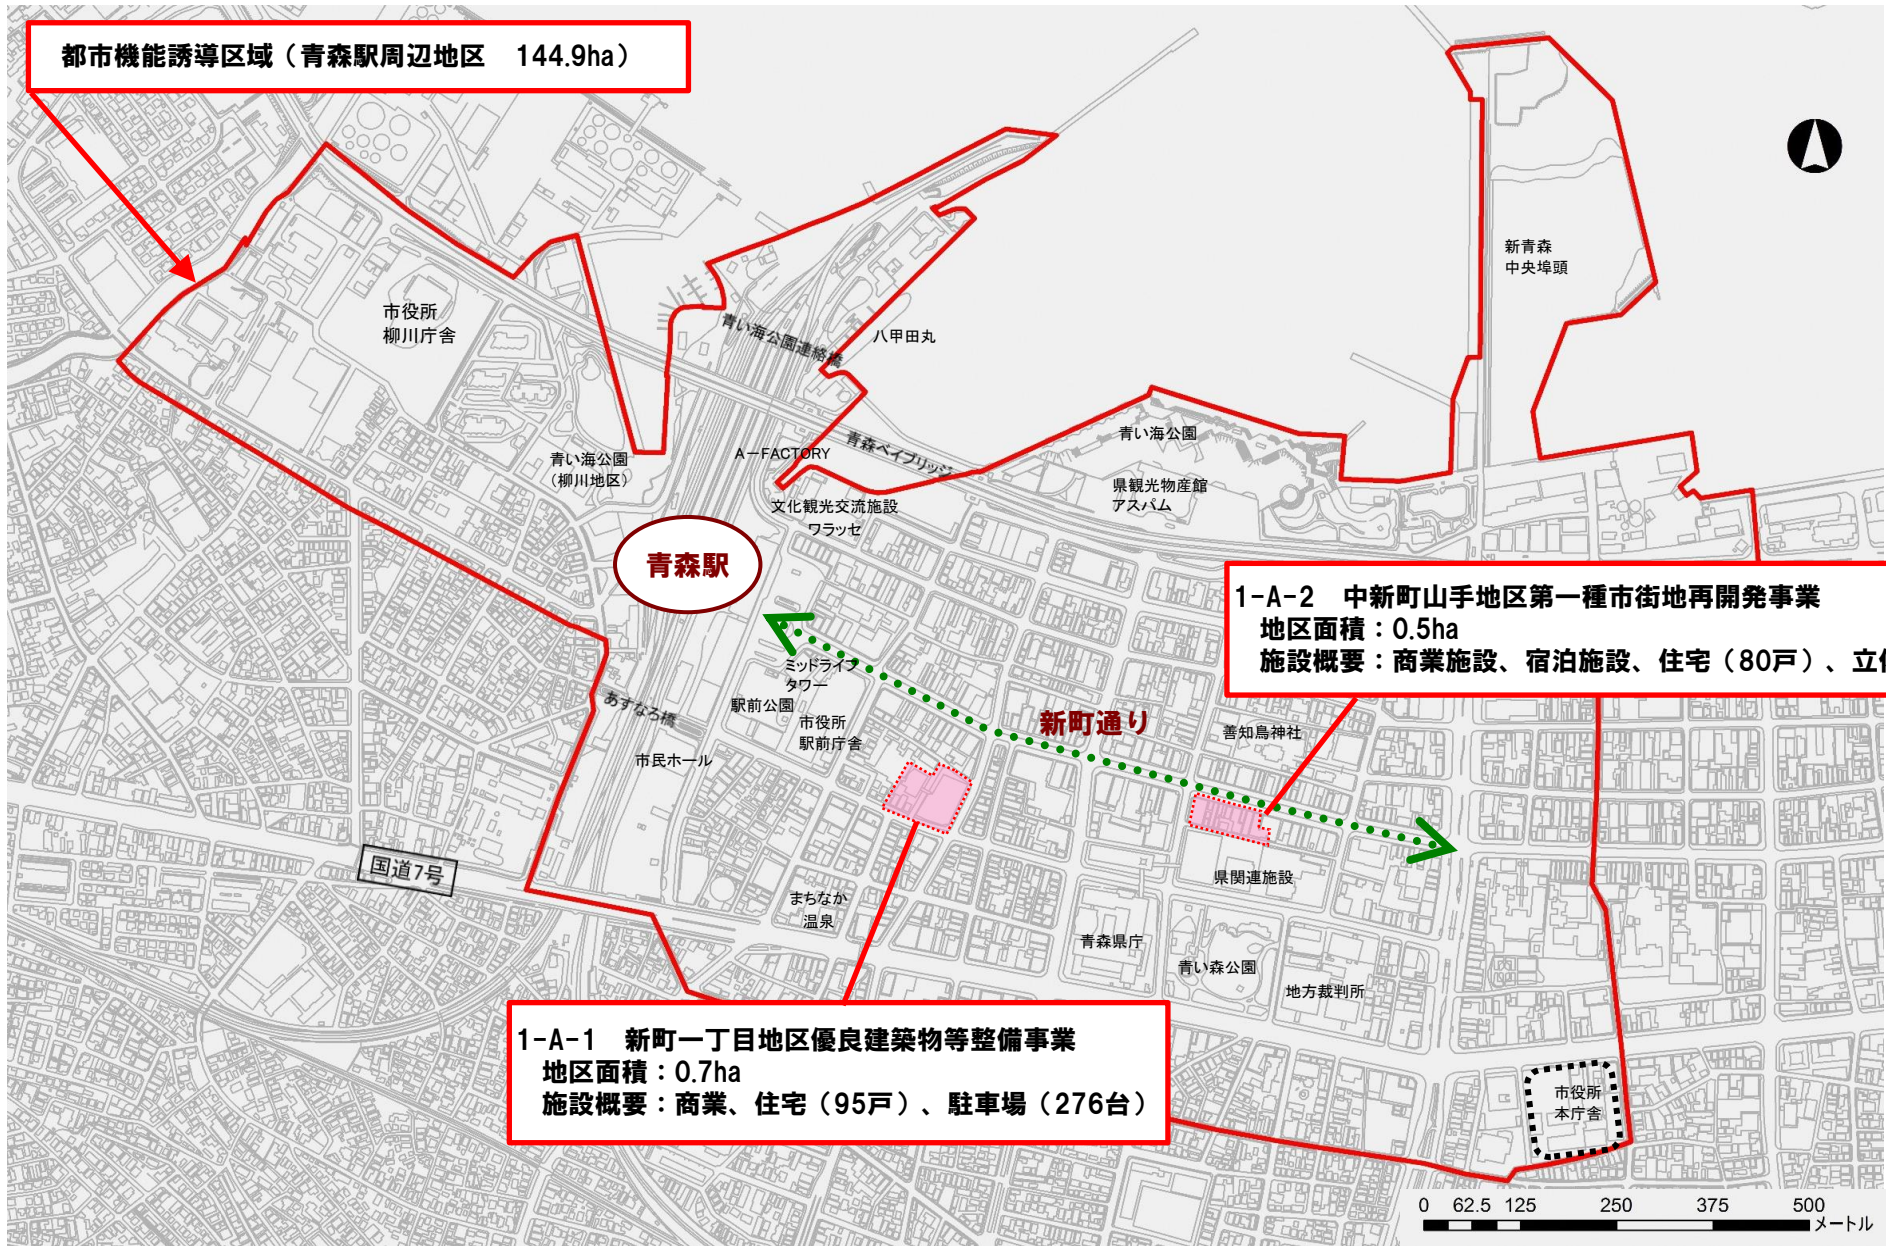 都市機能誘導区域（青森駅周辺地区　144.9ha）
新青森
中央埠頭
市役所
柳川庁舎
青い海公園連絡橋
八甲田丸
青い海公園
（柳川地区）
A－FACTORY
青森ベイブリッジ
青い海公園
県観光物産館
アスパム
文化観光交流施設
ワラッセ
青森駅
1-A-2　中新町山手地区第一種市街地再開発事業
地区面積：0.5ha
施設概要：商業施設、宿泊施設、住宅（80戸）、立
ミッドライフ
タワー
駅前公園
あすなろ橋
市役所
駅前庁舎
新町通り
善知鳥神社
市民ホール
国道7号
まちなか
温泉
県関連施設
青森県庁
青い森公園
地方裁判所
1-A-1　新町一丁目地区優良建築物等整備事業
地区面積：0.7ha
施設概要：商業、住宅（95戸）、駐車場（276台）
市役所
本庁舎
0 62.5 125 250 375 500
メートル